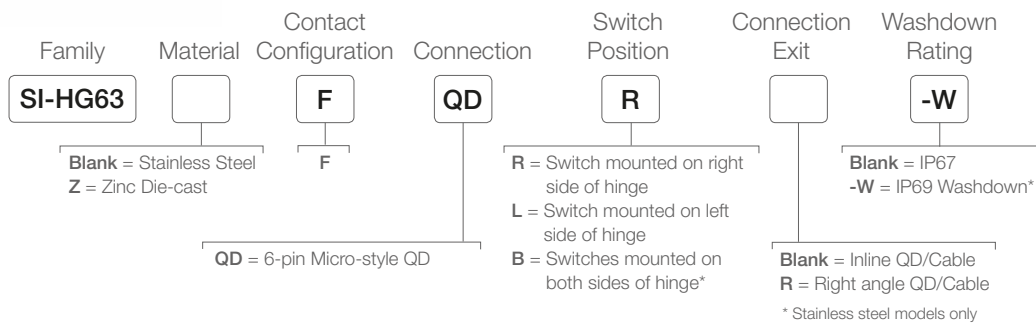 Family
Material
Contact
Configuration
Connection
Switch
Position
Connection
Exit
Washdown
Rating
SI-HG63
F
QD
R
-W
Blank = Stainless Steel
Z = Zinc Die-cast
F
QD = 6-pin Micro-style QD
R = Switch mounted on right
side of hinge
L = Switch mounted on left
side of hinge
B = Switches mounted on
both sides of hinge*
Blank = Inline QD/Cable
R = Right angle QD/Cable
Blank = IP67
-W = IP69 Washdown*
* Stainless steel models only